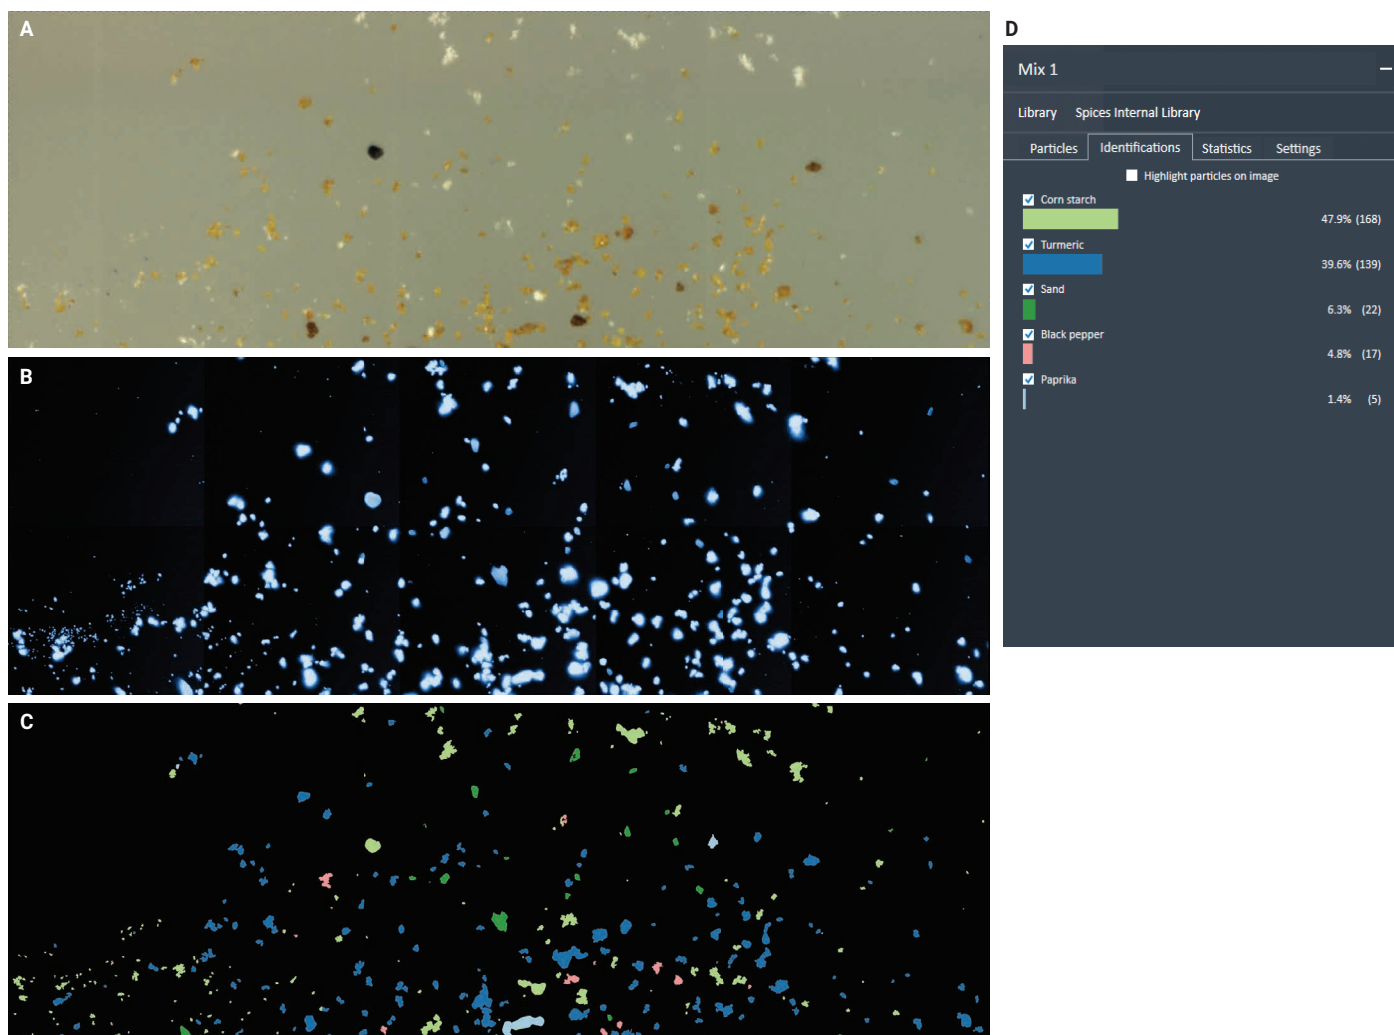 A
B
C
D
Mix 1
Library Spices Internal Library
Particles Identifications Statistics Settings
Highlight particles on image
Corn starch
47.9% (168)
Turmeric
39.6% (139)
Sand
6.3% (22)
Black pepper
4.8% (17)
Paprika
1.4% (5)